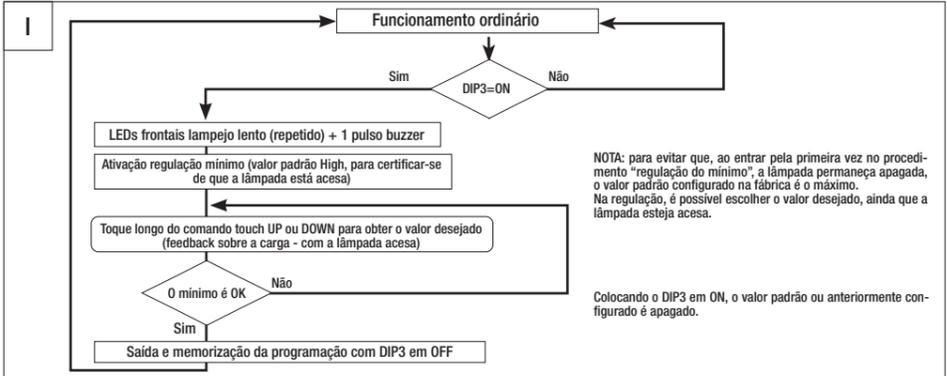 I
Funcionamento ordinário
DIP3=ON
Sim
Não
LEDs frontais lampejo lento (repetido) + 1 pulso buzzer
Ativação regulação mínimo (valor padrão High, para certificar-se
de que a lâmpada está acesa)
Toque longo do comando touch UP ou DOWN para obter o valor desejado
(feedback sobre a carga - com a lâmpada acesa)
O mínimo é OK
Não
Sim
Saída e memorização da programação com DIP3 em OFF
NOTA: para evitar que, ao entrar pela primeira vez no procedi-
mento “regulação do mínimo”, a lâmpada permaneça apagada,
o valor padrão configurado na fábrica é o máximo.
Na regulação, é possível escolher o valor desejado, ainda que a
lâmpada esteja acesa.
Colocando o DIP3 em ON, o valor padrão ou anteriormente con-
figurado é apagado.